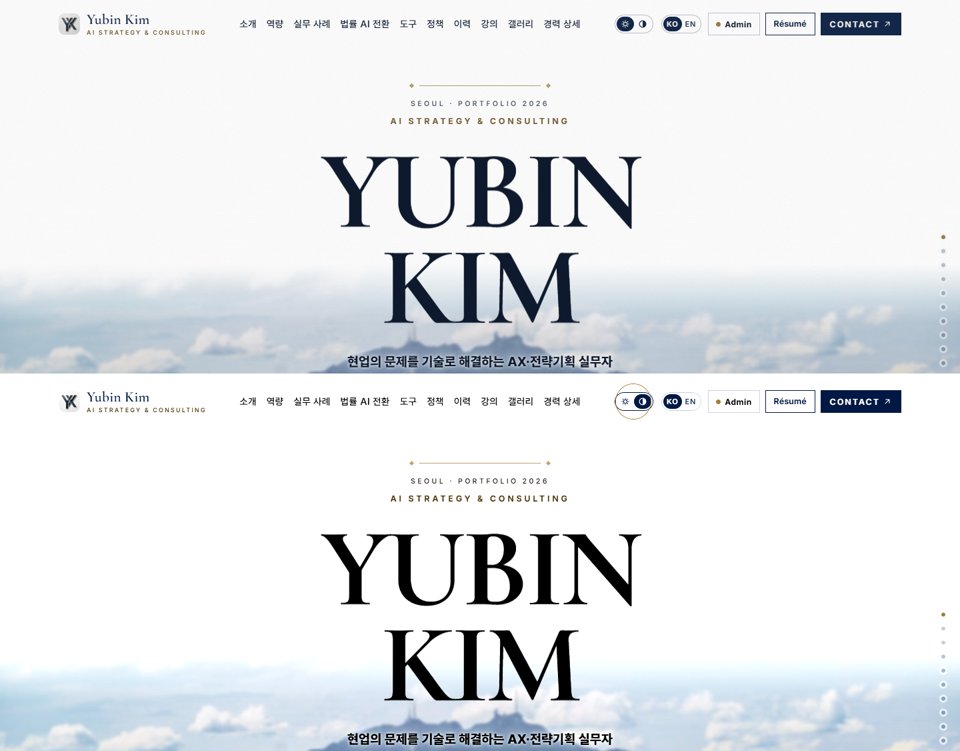 Yubin Kim
AI STRATEGY & CONSULTING
소개 역량 실무 사례 법률 AI 전환 도구 정책 이력 강의 갤러리 경력 상세
KO EN
Admin
Résumé
CONTACT ↗
SEOUL · PORTFOLIO 2026
AI STRATEGY & CONSULTING
YUBIN
KIM
현업의 문제를 기술로 해결하는 AX·전략기획 실무자
Yubin Kim
AI STRATEGY & CONSULTING
소개 역량 실무 사례 법률 AI 전환 도구 정책 이력 강의 갤러리 경력 상세
KO EN
Admin
Résumé
CONTACT ↗
SEOUL · PORTFOLIO 2026
AI STRATEGY & CONSULTING
YUBIN
KIM
현업의 문제를 기술로 해결하는 AX·전략기획 실무자